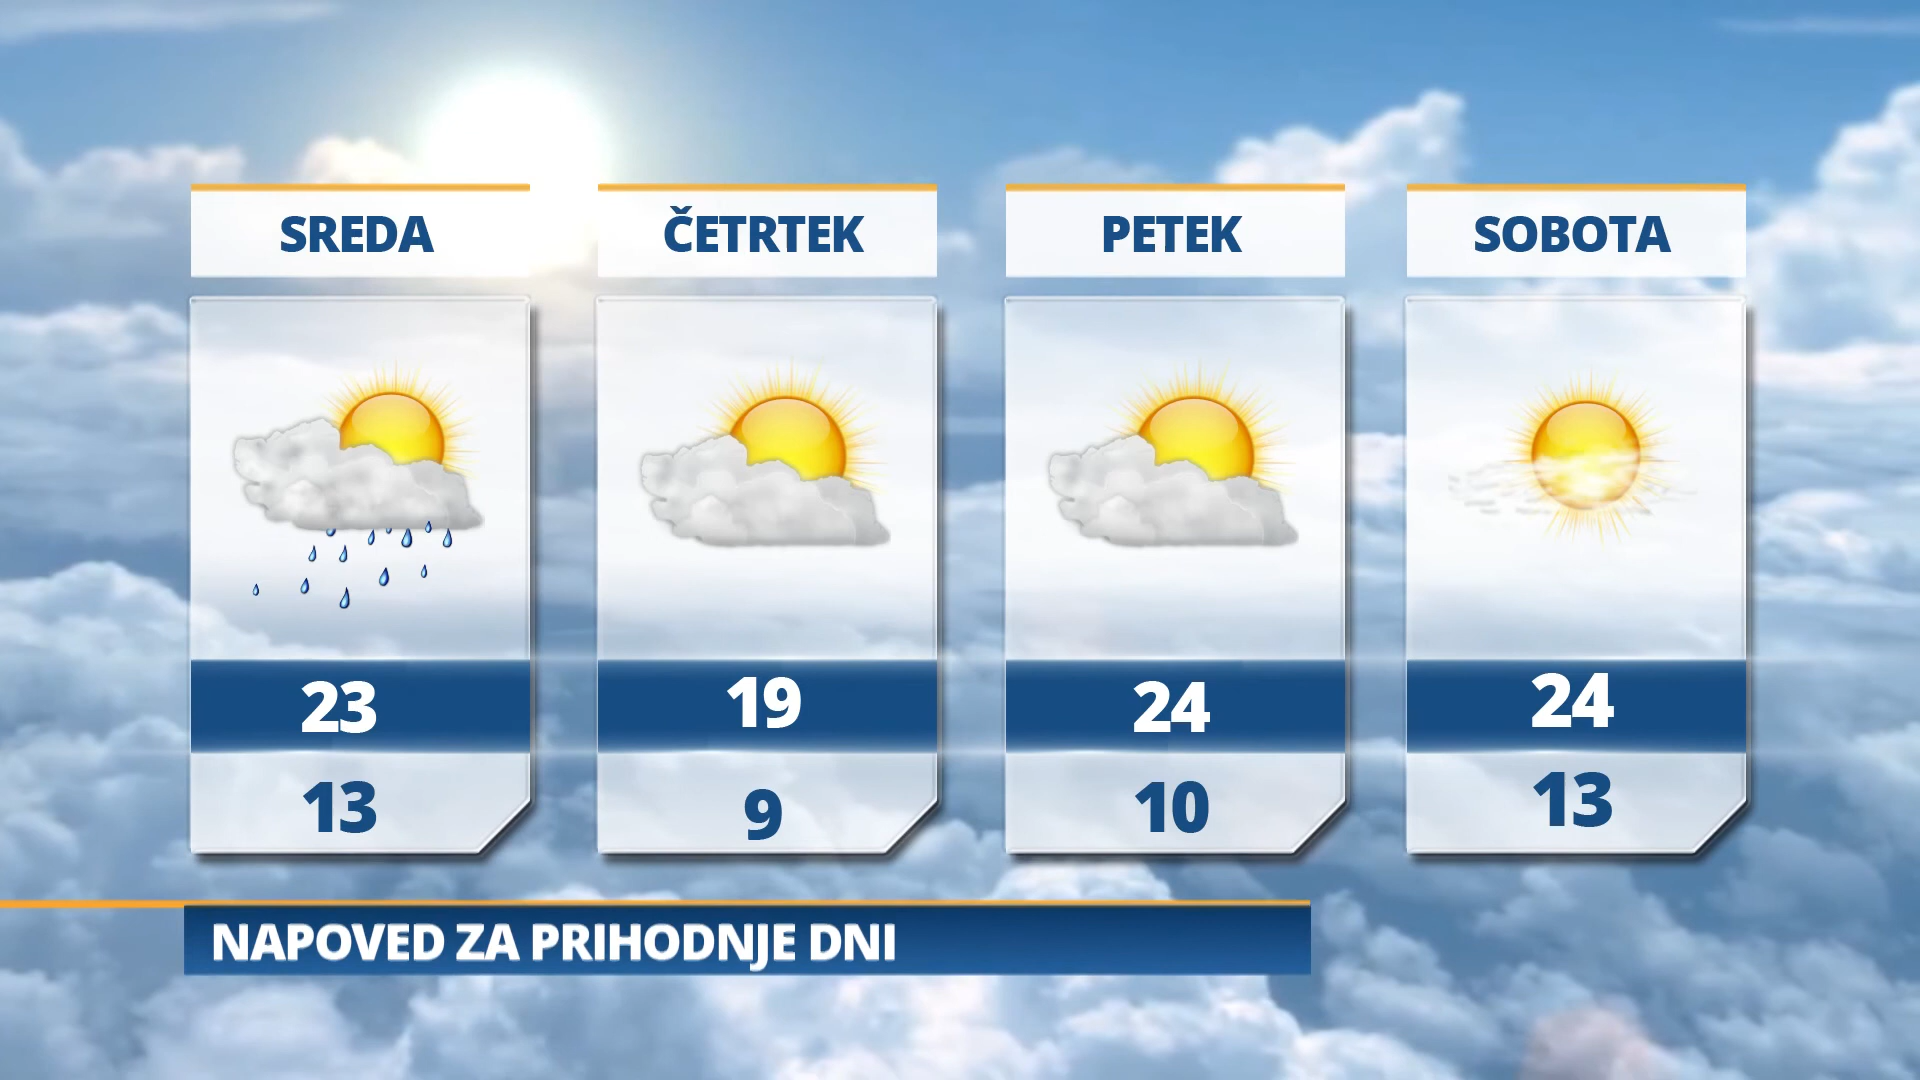 SREDA
ČETRTEK
PETEK
SOBOTA
23
19
24
24
13
9
10
13
NAPOVED ZA PRIHODNJE DNI